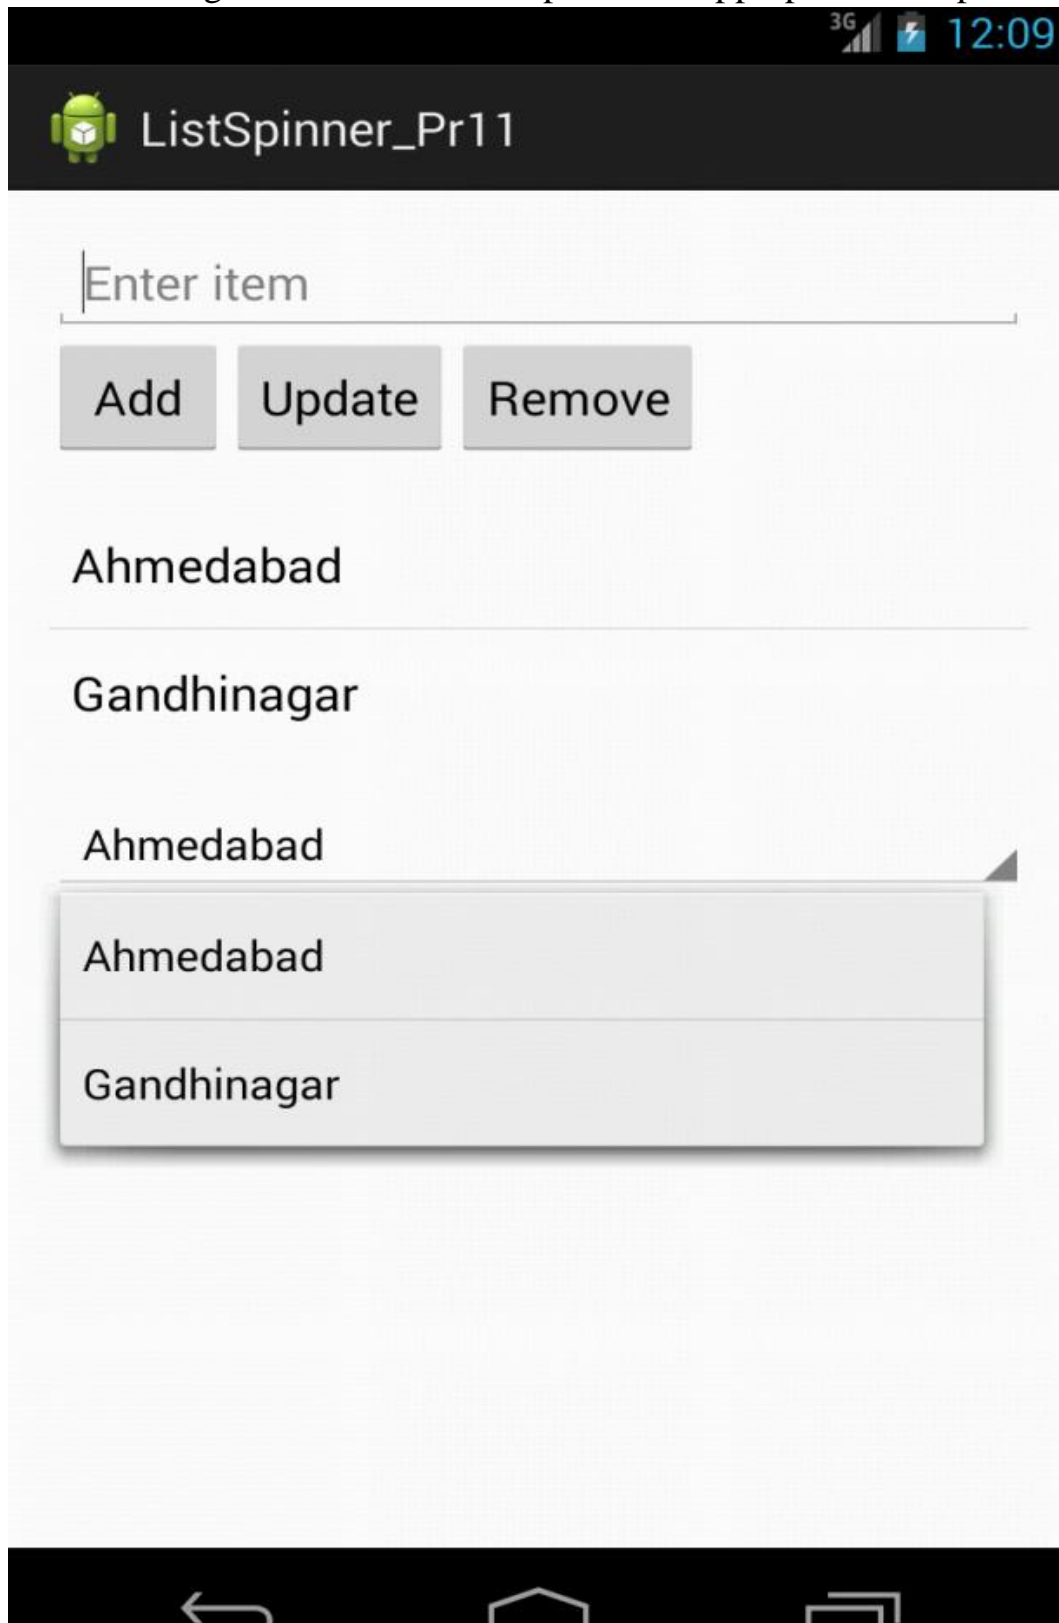 3G 12:09
ListSpinner_Pr11
Enter item
Add Update Remove
Ahmedabad
Gandhinagar
Ahmedabad
Ahmedabad
Gandhinagar